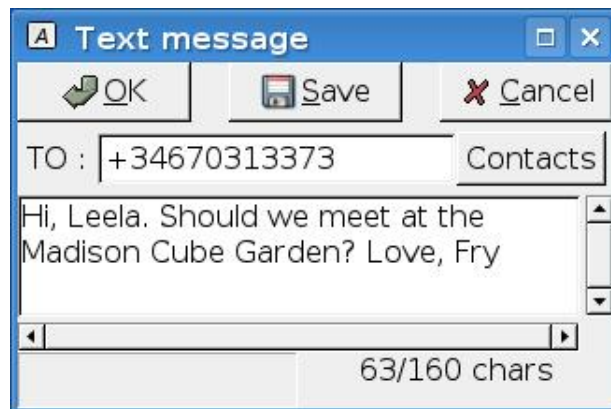 A Text message
OK Save Cancel
TO : +34670313373 Contacts
Hi, Leela. Should we meet at the
Madison Cube Garden? Love, Fry
63/160 chars